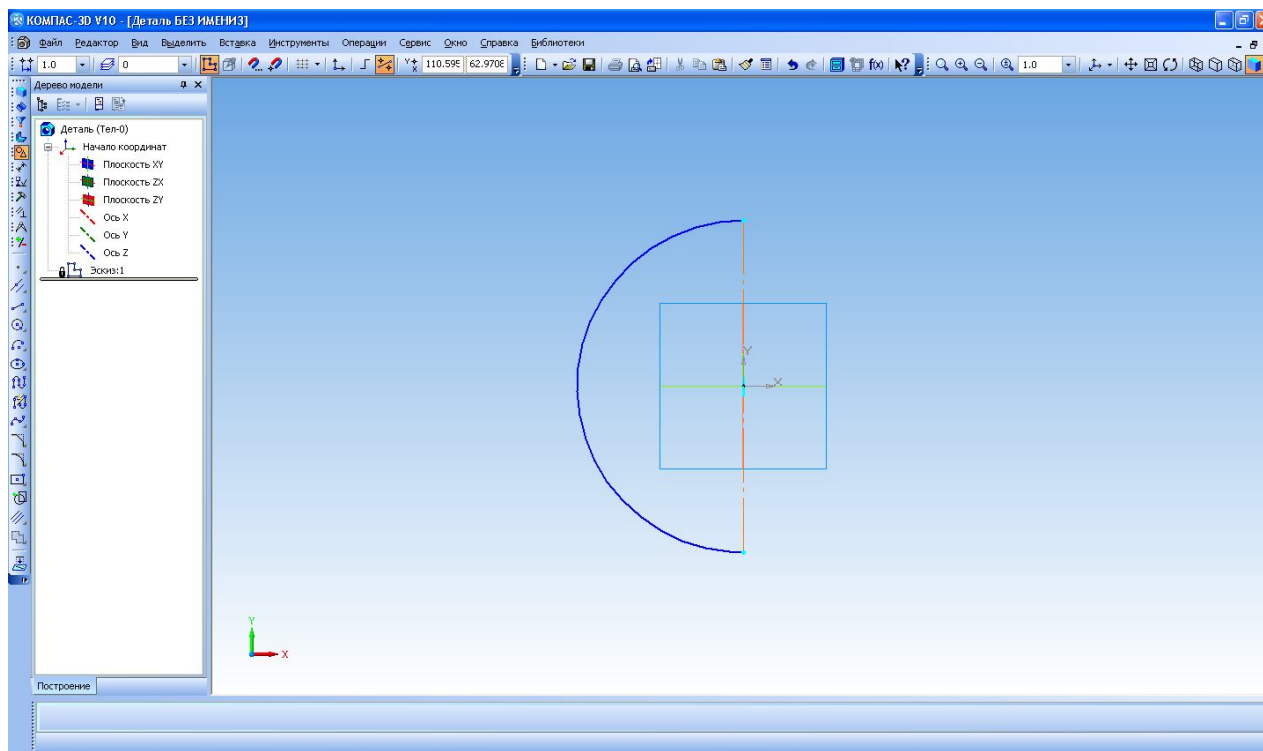 КОМПАС-3D V10 - [Деталь БЕЗ ИМЕНИ3]
Файл Редактор Вид Выделить Вставка Инструменты Операции Сервис Окно Справка Библиотеки
1.0 0 Y X 110.595 62.970 f(x) 1.0
Дерево модели
Деталь (Тел-0)
Начало координат
Плоскость XY
Плоскость ZX
Плоскость ZY
Ось X
Ось Y
Ось Z
Эскиз:1
Y
X
Y
X
Построение